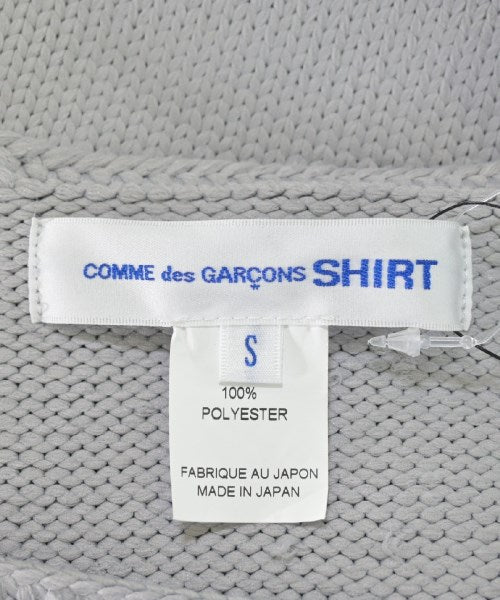 COMME des GARÇONS SHIRT
S
100%
POLYESTER
FABRIQUE AU JAPON
MADE IN JAPAN